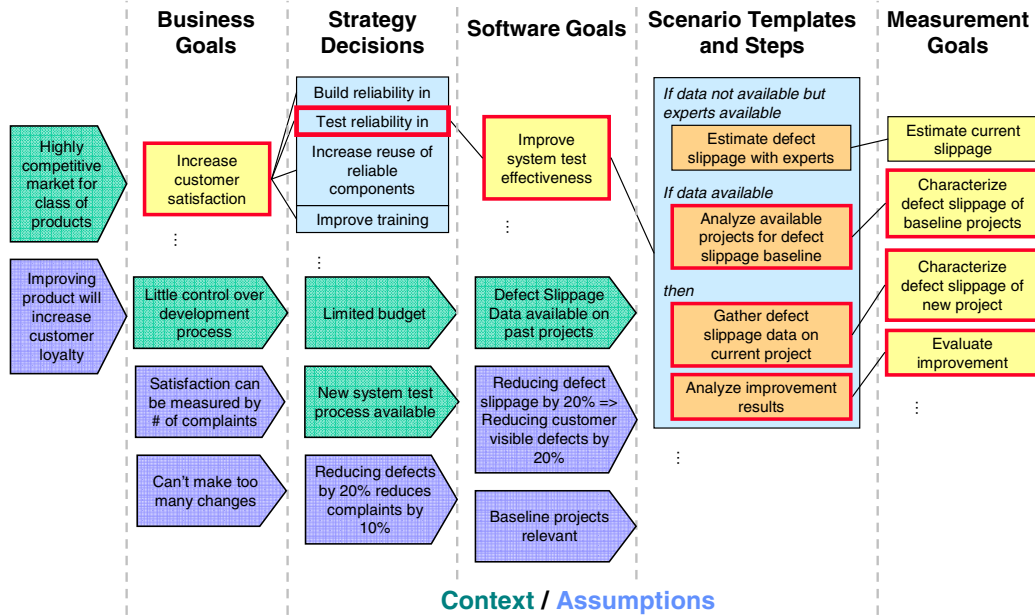 Business
Goals
Strategy
Decisions
Software Goals
Scenario Templates
and Steps
Measurement
Goals
Highly
competitive
market for
class of
products
Improving
product will
increase
customer
loyalty
Increase
customer
satisfaction
⋮
Little control over
development
process
Satisfaction can
be measured by
# of complaints
Can't make too
many changes
Build reliability in
Test reliability in
Increase reuse of
reliable
components
Improve training
⋮
Limited budget
New system test
process available
Reducing defects
by 20% reduces
complaints by
10%
Improve
system test
effectiveness
⋮
Defect Slippage
Data available on
past projects
Reducing defect
slippage by 20% =>
Reducing customer
visible defects by
20%
Baseline projects
relevant
If data not available but
experts available
Estimate defect
slippage with experts
If data available
Analyze available
projects for defect
slippage baseline
then
Gather defect
slippage data on
current project
Analyze improvement
results
⋮
Estimate current
slippage
Characterize
defect slippage of
baseline projects
Characterize
defect slippage of
new project
Evaluate
improvement
⋮
Context / Assumptions